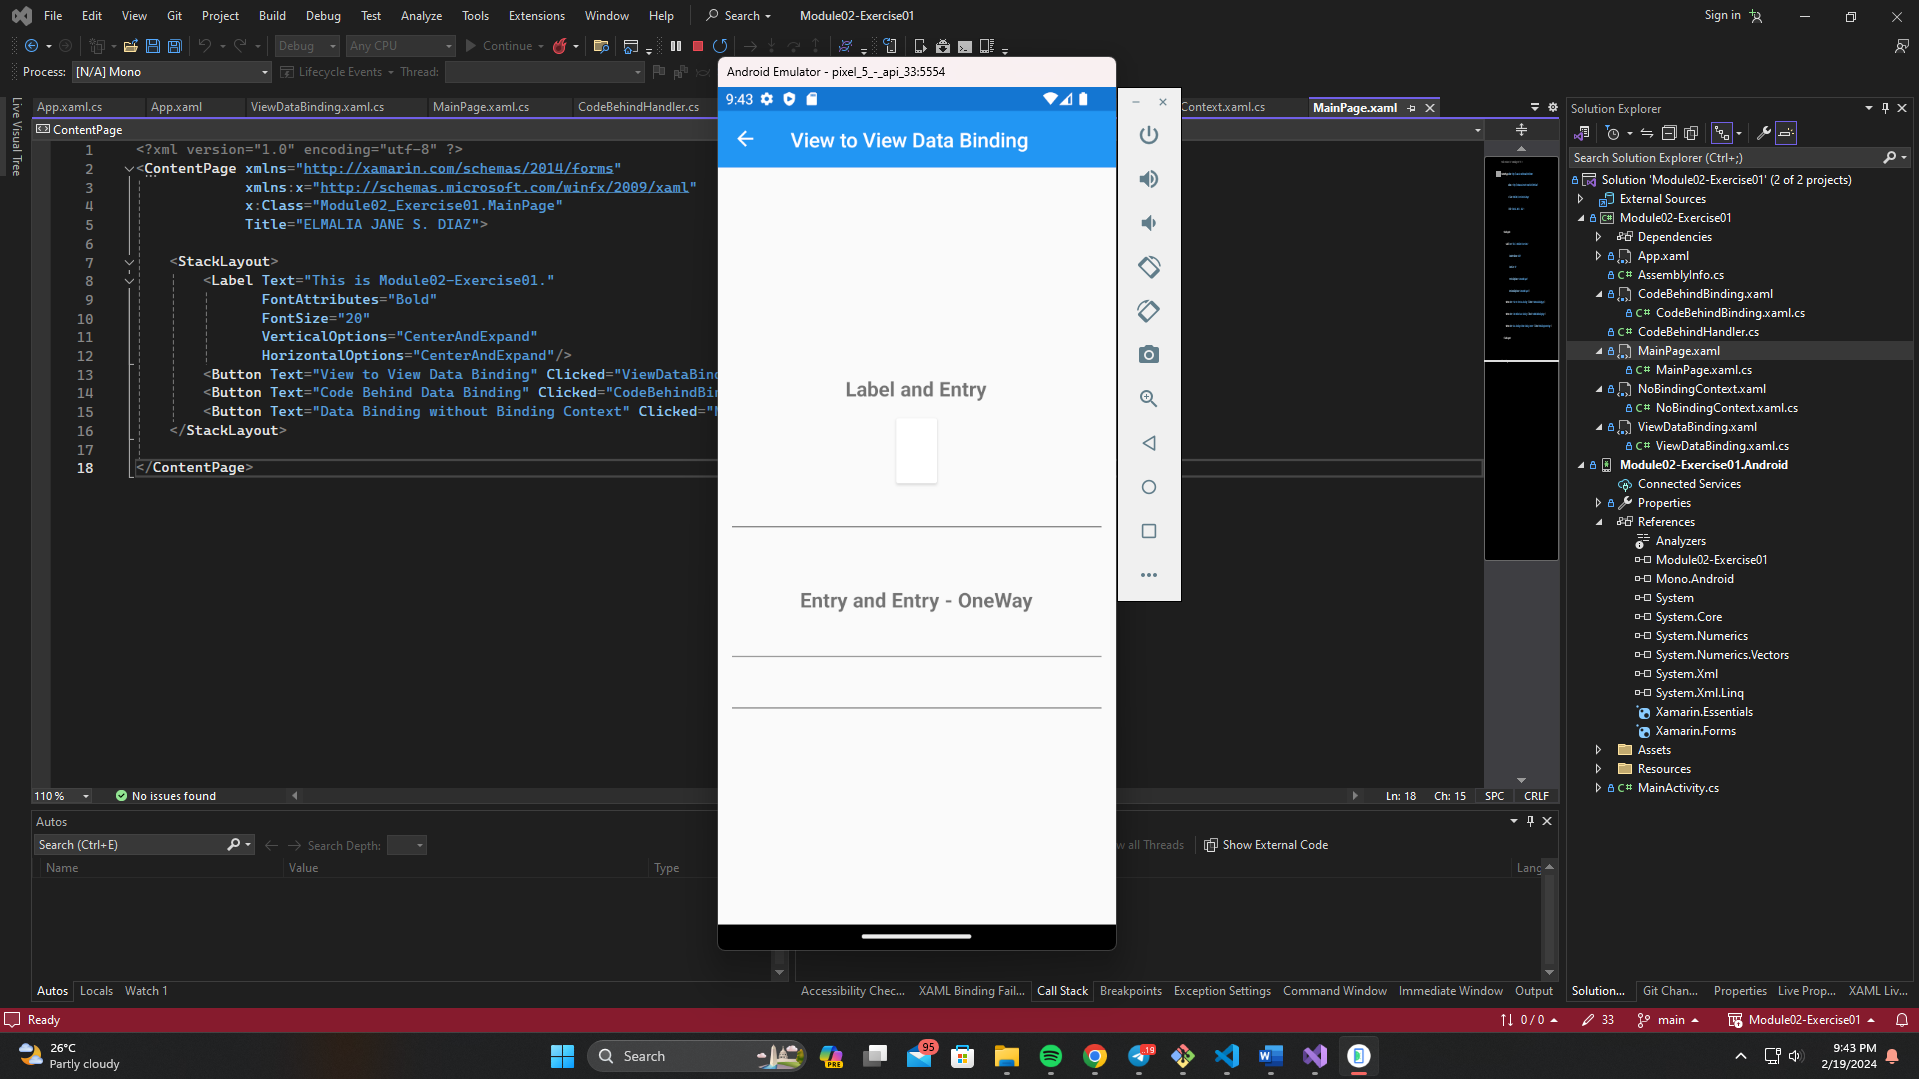 File Edit View Git Project Build Debug Test Analyze Tools Extensions Window Help Search Module02-Exercise01 Sign in
Debug Any CPU Continue
Process: [N/A] Mono Lifecycle Events Thread:
Android Emulator - pixel_5_-_api_33:5554
9:43
View to View Data Binding
Label and Entry
Entry and Entry - OneWay
Live Visual Tree
App.xaml.cs App.xaml ViewDataBinding.xaml MainPage.xaml.cs CodeBehindHandler.cs Context.xaml.cs MainPage.xaml
ContentPage
1 <?xml version="1.0" encoding="utf-8" ?>
2 <ContentPage xmlns="http://xamarin.com/schemas/2014/forms"
3 xmlns:x="http://schemas.microsoft.com/winfx/2009/xaml"
4 x:Class="Module02_Exercise01.MainPage"
5 Title="ELMALIA JANE S. DIAZ">
6
7 <StackLayout>
8 <Label Text="This is Module02-Exercise01."
9 FontAttributes="Bold"
10 FontSize="20"
11 VerticalOptions="CenterAndExpand"
12 HorizontalOptions="CenterAndExpand"/>
13 <Button Text="View to View Data Binding" Clicked="ViewDataBind
14 <Button Text="Code Behind Data Binding" Clicked="CodeBehindBin
15 <Button Text="Data Binding without Binding Context" Clicked="N
16 </StackLayout>
17
18 </ContentPage>
110 % No issues found Ln: 18 Ch: 15 SPC CRLF
Autos
Search (Ctrl+E) Search Depth:
Name Value Type
w all Threads Show External Code
Lang
Autos Locals Watch 1
Accessibility Chec... XAML Binding Fail... Call Stack Breakpoints Exception Settings Command Window Immediate Window Output
Solution Explorer
Search Solution Explorer (Ctrl+;)
Solution 'Module02-Exercise01' (2 of 2 projects)
External Sources
Module02-Exercise01
Dependencies
App.xaml
AssemblyInfo.cs
CodeBehindBinding.xaml
CodeBehindBinding.xaml.cs
CodeBehindHandler.cs
MainPage.xaml
MainPage.xaml.cs
NoBindingContext.xaml
NoBindingContext.xaml.cs
ViewDataBinding.xaml
ViewDataBinding.xaml.cs
Module02-Exercise01.Android
Connected Services
Properties
References
Analyzers
Module02-Exercise01
Mono.Android
System
System.Core
System.Numerics
System.Numerics.Vectors
System.Xml
System.Xml.Linq
Xamarin.Essentials
Xamarin.Forms
Assets
Resources
MainActivity.cs
Solution... Git Chan... Properties Live Prop... XAML Liv...
Ready 0 / 0 33 main Module02-Exercise01
26°C
Partly cloudy
Search
PRE
95
19
9:43 PM
2/19/2024